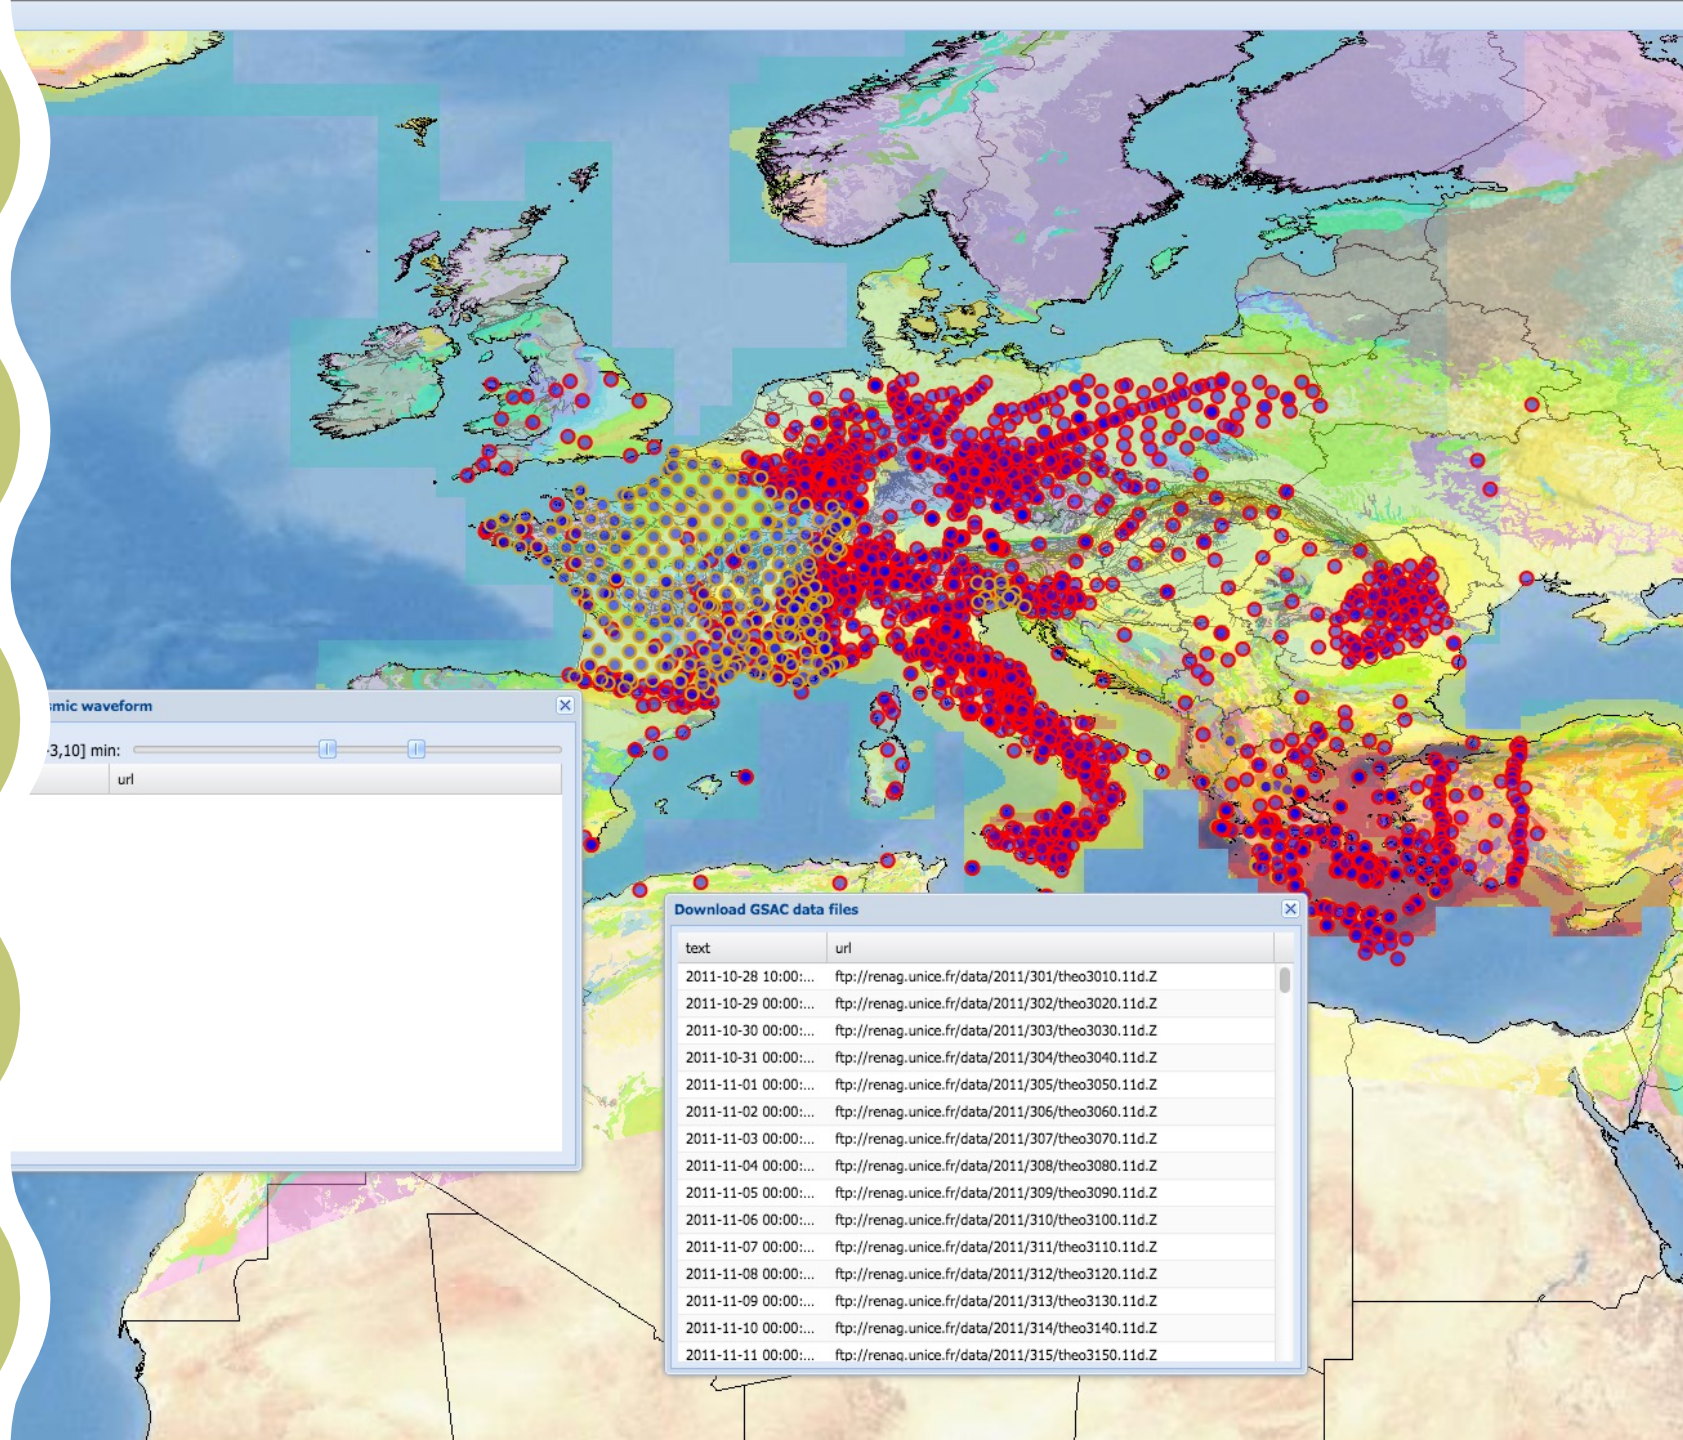 smic waveform
3,10] min:
url
Download GSAC data files
text url
2011-10-28 10:00:... ftp://renag.unice.fr/data/2011/301/theo3010.11d.Z
2011-10-29 00:00:... ftp://renag.unice.fr/data/2011/302/theo3020.11d.Z
2011-10-30 00:00:... ftp://renag.unice.fr/data/2011/303/theo3030.11d.Z
2011-10-31 00:00:... ftp://renag.unice.fr/data/2011/304/theo3040.11d.Z
2011-11-01 00:00:... ftp://renag.unice.fr/data/2011/305/theo3050.11d.Z
2011-11-02 00:00:... ftp://renag.unice.fr/data/2011/306/theo3060.11d.Z
2011-11-03 00:00:... ftp://renag.unice.fr/data/2011/307/theo3070.11d.Z
2011-11-04 00:00:... ftp://renag.unice.fr/data/2011/308/theo3080.11d.Z
2011-11-05 00:00:... ftp://renag.unice.fr/data/2011/309/theo3090.11d.Z
2011-11-06 00:00:... ftp://renag.unice.fr/data/2011/310/theo3100.11d.Z
2011-11-07 00:00:... ftp://renag.unice.fr/data/2011/311/theo3110.11d.Z
2011-11-08 00:00:... ftp://renag.unice.fr/data/2011/312/theo3120.11d.Z
2011-11-09 00:00:... ftp://renag.unice.fr/data/2011/313/theo3130.11d.Z
2011-11-10 00:00:... ftp://renag.unice.fr/data/2011/314/theo3140.11d.Z
2011-11-11 00:00:... ftp://renag.unice.fr/data/2011/315/theo3150.11d.Z